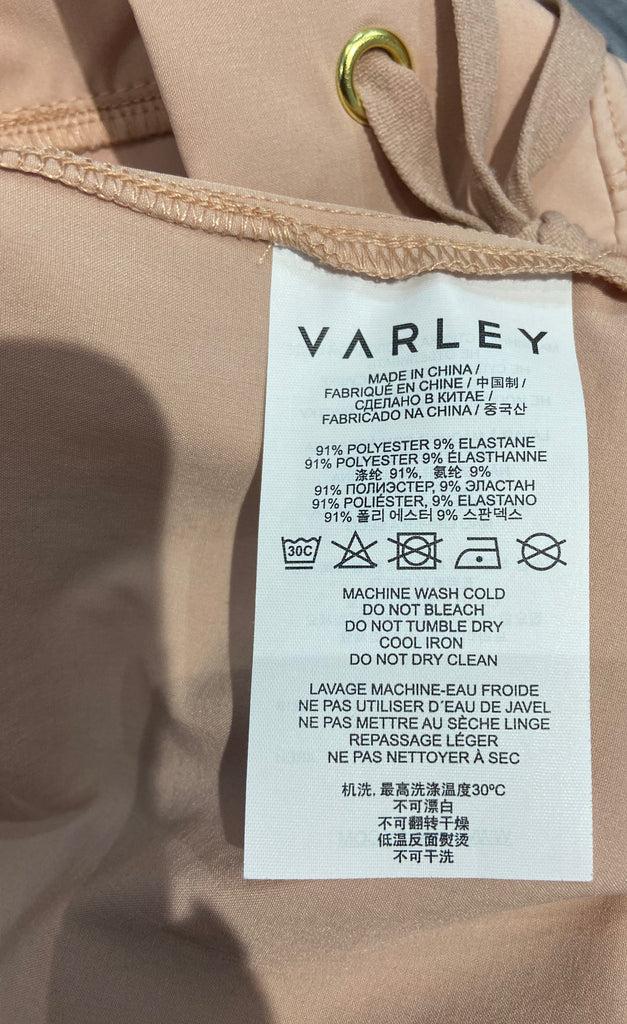 VARLEY
MADE IN CHINA /
FABRIQUÉ EN CHINE / 中国制 /
СДЕЛАНО В КИТАЕ /
FABRICADO NA CHINA / 중국산
91% POLYESTER 9% ELASTANE
91% POLYESTER 9% ÉLASTHANNE
涤纶 91%, 氨纶 9%
91% ПОЛИЭСТЕР, 9% ЭЛАСТАН
91% POLIÉSTER, 9% ELASTANO
91% 폴리 에스터 9% 스판덱스
30C
MACHINE WASH COLD
DO NOT BLEACH
DO NOT TUMBLE DRY
COOL IRON
DO NOT DRY CLEAN
LAVAGE MACHINE-EAU FROIDE
NE PAS UTILISER D´EAU DE JAVEL
NE PAS METTRE AU SÈCHE LINGE
REPASSAGE LÉGER
NE PAS NETTOYER À SEC
机洗, 最高洗涤温度30ºC
不可漂白
不可翻转干燥
低温反面熨烫
不可干洗